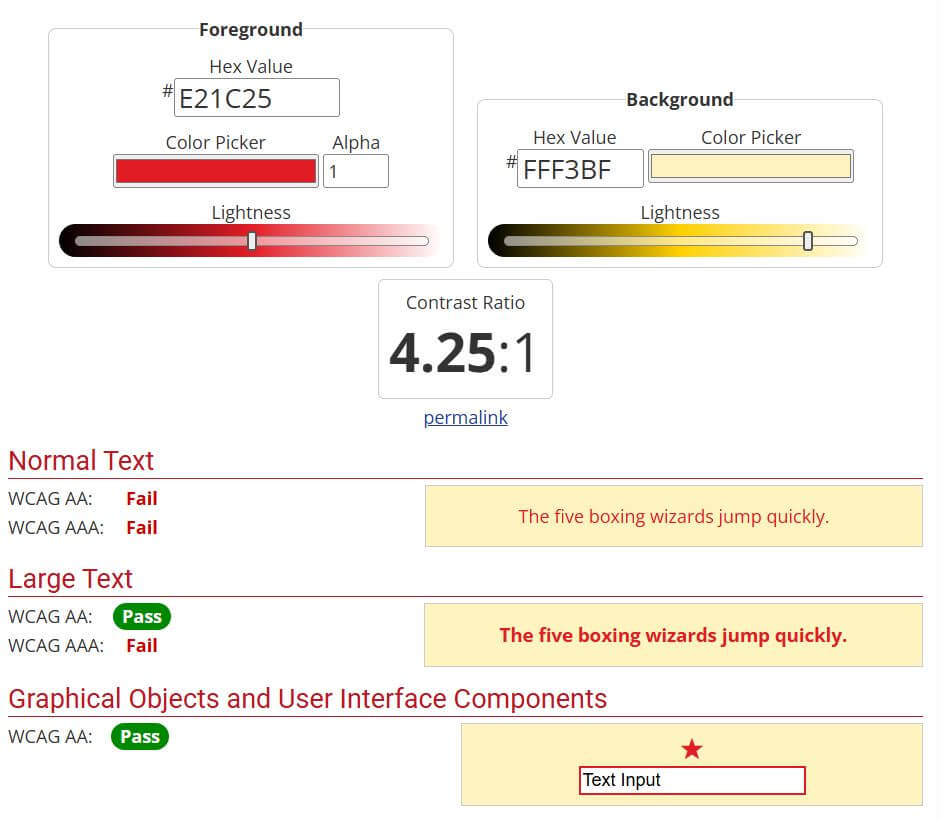 Foreground
Hex Value
# E21C25
Color Picker Alpha
1
Lightness
Background
Hex Value Color Picker
# FFF3BF
Lightness
Contrast Ratio
4.25:1
permalink
Normal Text
WCAG AA: Fail
WCAG AAA: Fail
The five boxing wizards jump quickly.
Large Text
WCAG AA: Pass
WCAG AAA: Fail
The five boxing wizards jump quickly.
Graphical Objects and User Interface Components
WCAG AA: Pass
Text Input